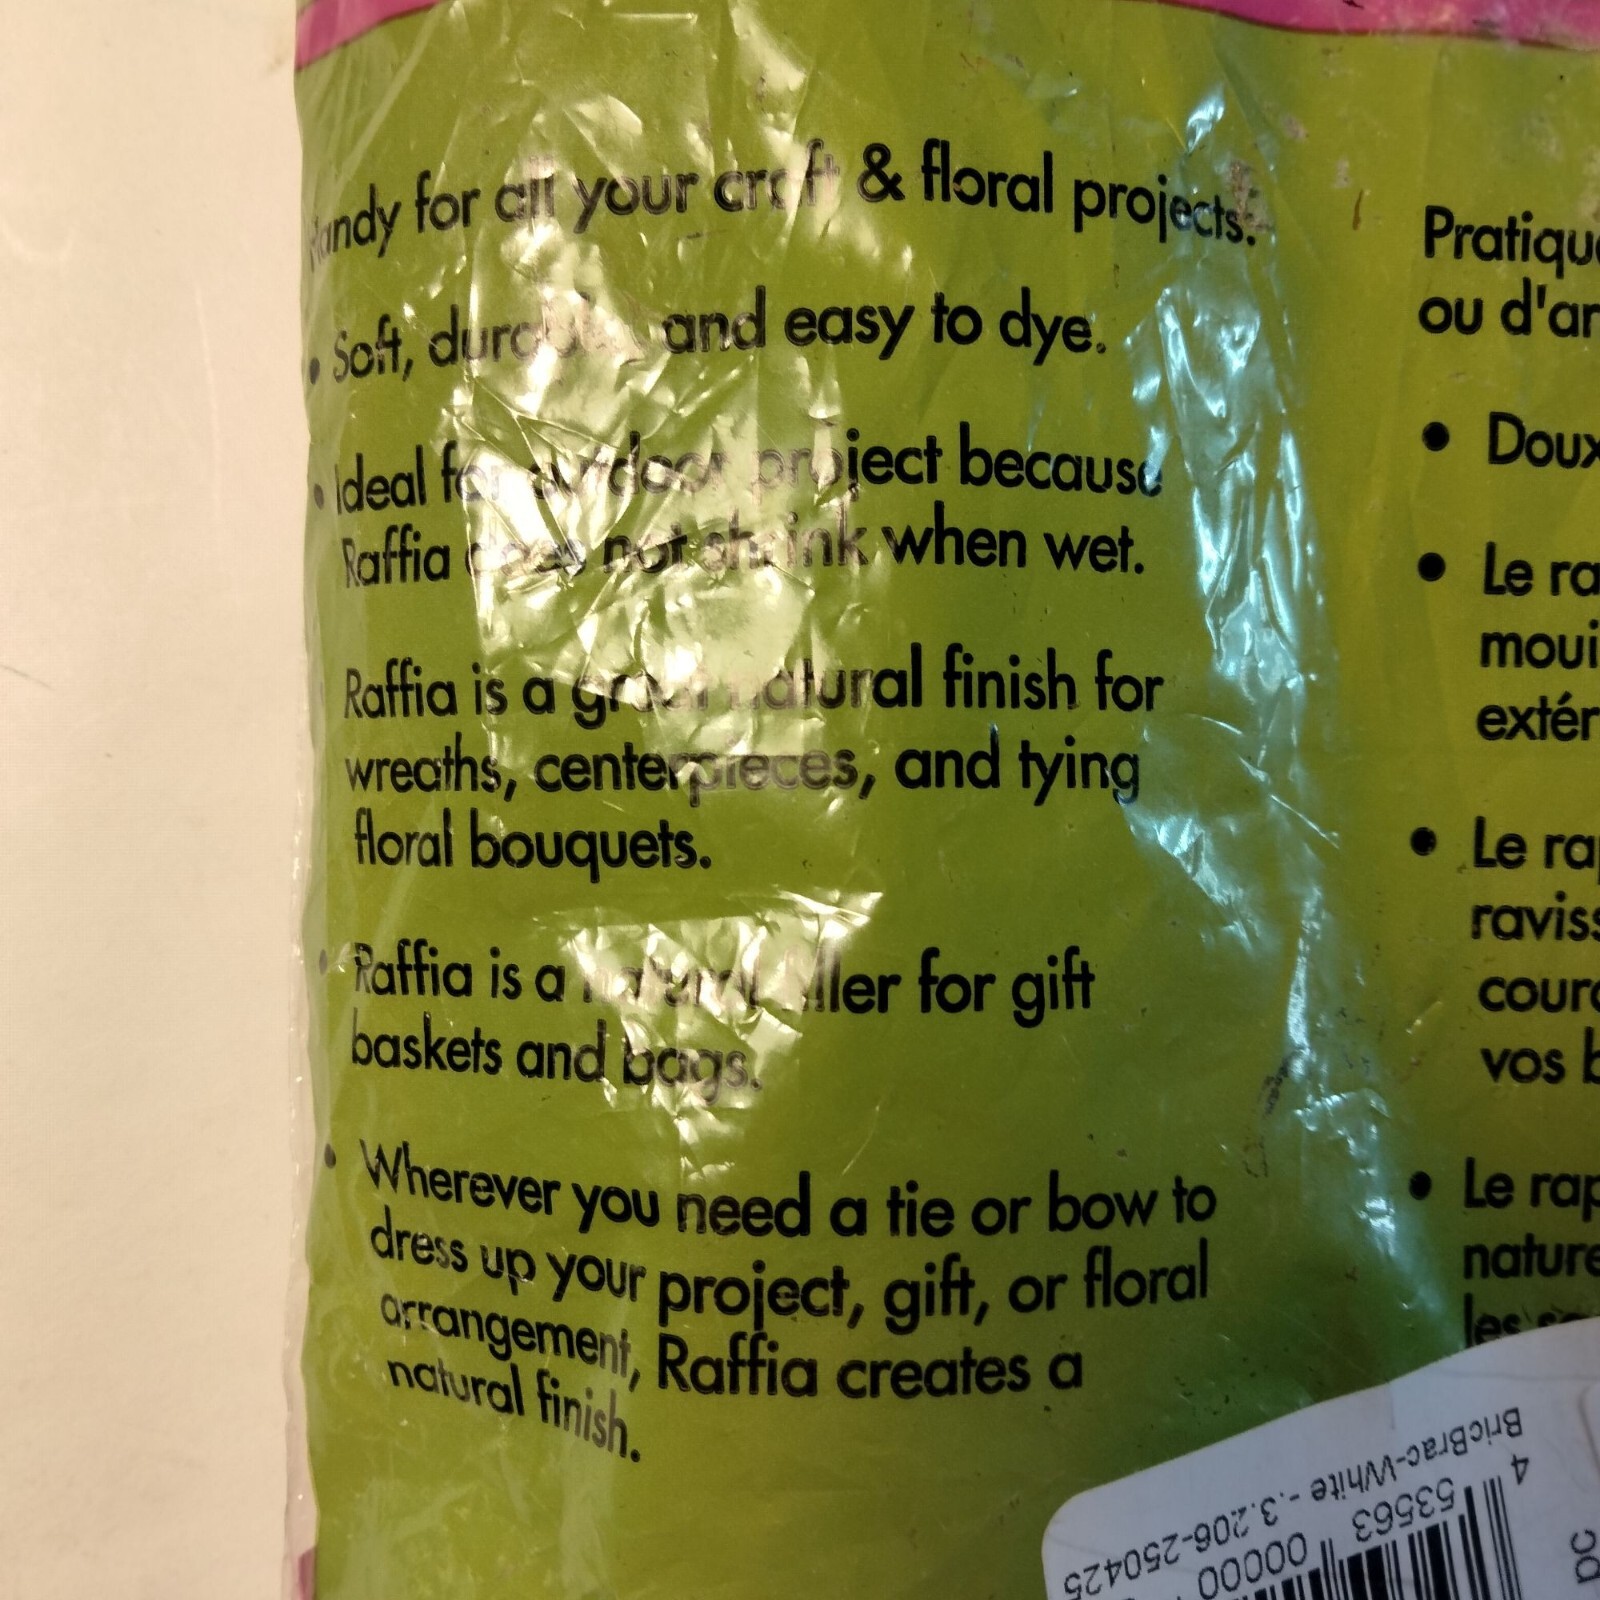 Handy for all your craft & floral projects.
• Soft, durable, and easy to dye.
• Ideal for outdoor project because
Raffia does not shrink when wet.
Raffia is a great natural finish for
wreaths, centerpieces, and tying
floral bouquets.
• Raffia is a natural filler for gift
baskets and bags.
• Wherever you need a tie or bow to
dress up your project, gift, or floral
arrangement, Raffia creates a
natural finish.
ou d'ar
• Doux
• Le ra
moui
extér
• Le ra
raviss
vos b
• Le rap
nature
BricBrac-White -.3.206-250425
4 53563 00000